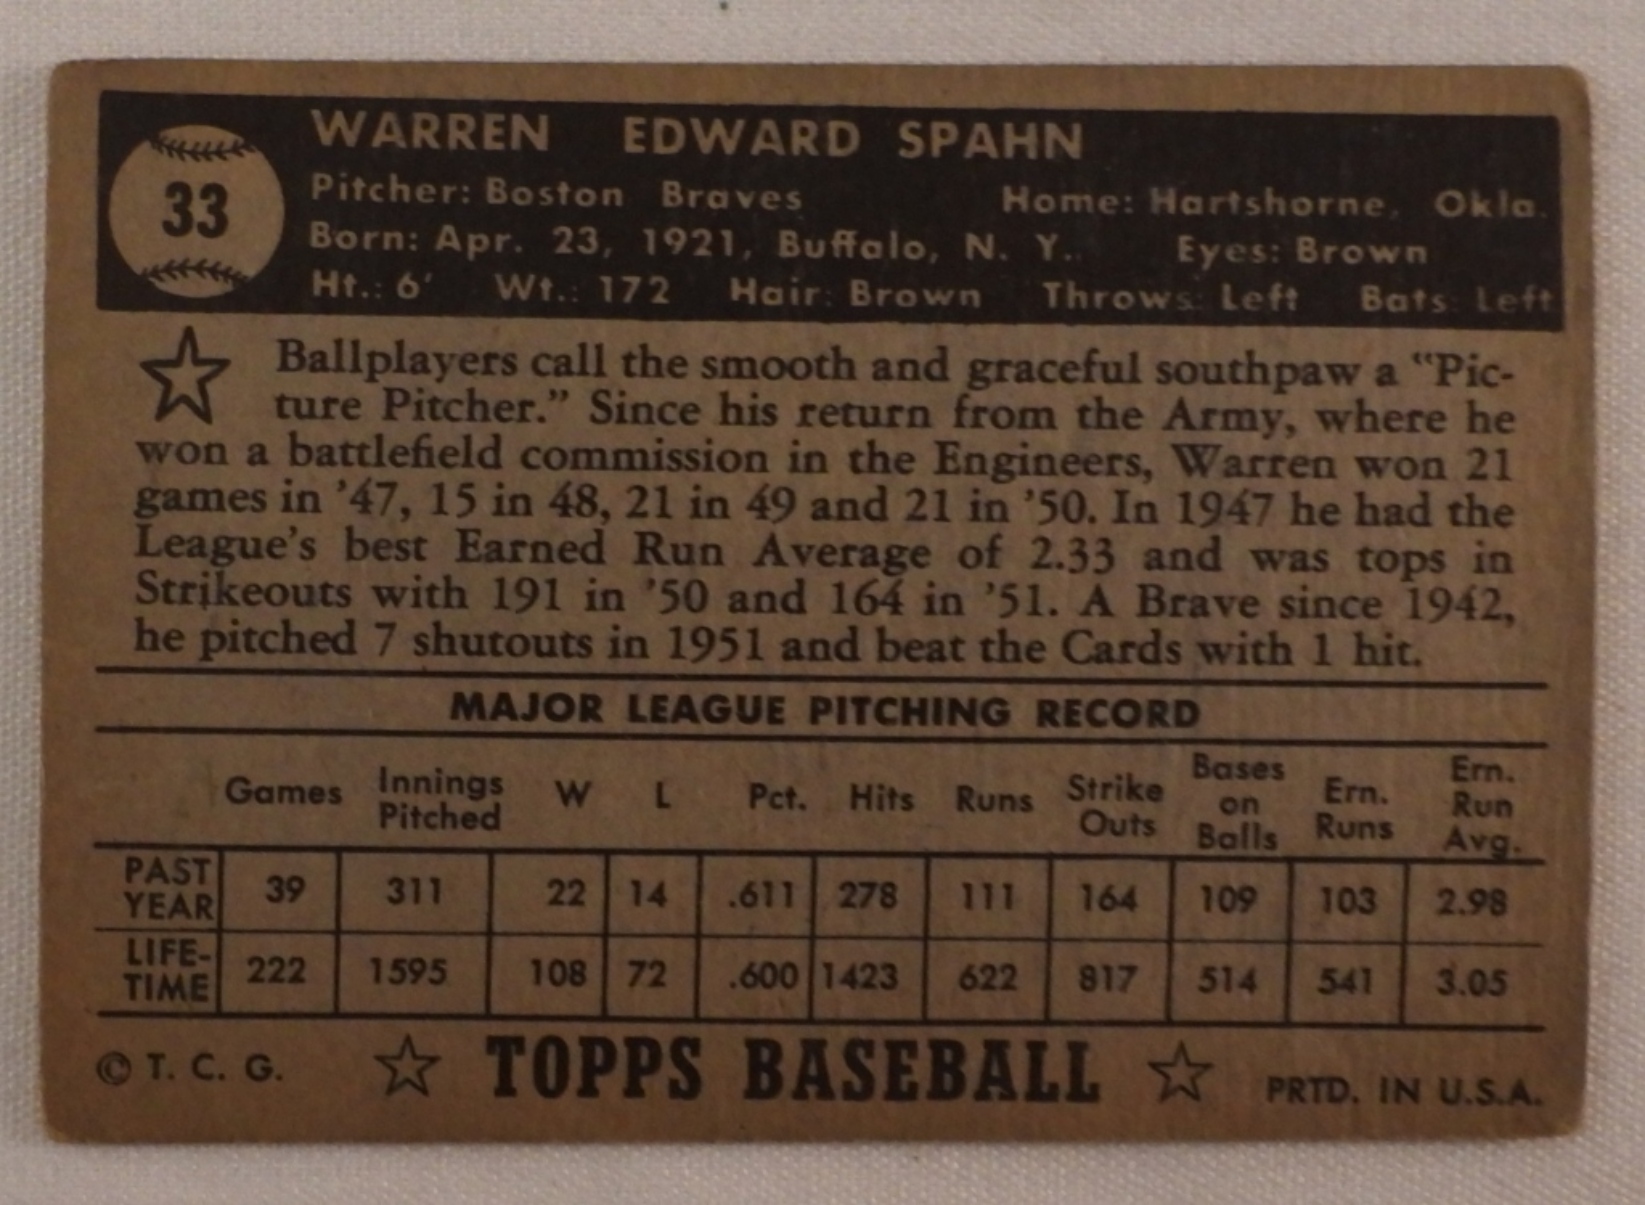 WARREN EDWARD SPAHN
33
Pitcher: Boston Braves Home: Hartshorne, Okla.
Born: Apr. 23, 1921, Buffalo, N. Y. Eyes: Brown
Ht.: 6' Wt.: 172 Hair: Brown Throws: Left Bats: Left
Ballplayers call the smooth and graceful southpaw a "Pic-
ture Pitcher." Since his return from the Army, where he
won a battlefield commission in the Engineers, Warren won 21
games in '47, 15 in 48, 21 in 49 and 21 in '50. In 1947 he had the
League's best Earned Run Average of 2.33 and was tops in
Strikeouts with 191 in '50 and 164 in '51. A Brave since 1942,
he pitched 7 shutouts in 1951 and beat the Cards with 1 hit.
MAJOR LEAGUE PITCHING RECORD
Games Innings Pitched W L Pct. Hits Runs Strike Outs Bases on Balls Ern. Runs Ern. Run Avg.
PAST YEAR 39 311 22 14 .611 278 111 164 109 103 2.98
LIFE-TIME 222 1595 108 72 .600 1423 622 817 514 541 3.05
© T. C. G. TOPPS BASEBALL PRTD. IN U.S.A.